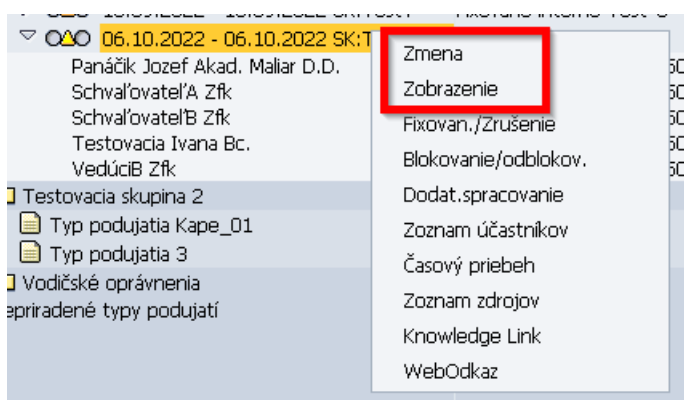 06.10.2022 - 06.10.2022 SK:T
Panáčik Jozef Akad. Maliar D.D.
Schvaľovateľ'A Zfk
Schvaľovateľ'B Zfk
Testovacia Ivana Bc.
VedúciB Zfk
Testovacia skupina 2
Typ podujatia Kape_01
Typ podujatia 3
Vodičské oprávnenia
epriradené typy podujatí
Zmena
Zobrazenie
Fixovan./Zrušenie
Blokovanie/odblokov.
Dodat.spracovanie
Zoznam účastníkov
Časový priebeh
Zoznam zdrojov
Knowledge Link
WebOdkaz